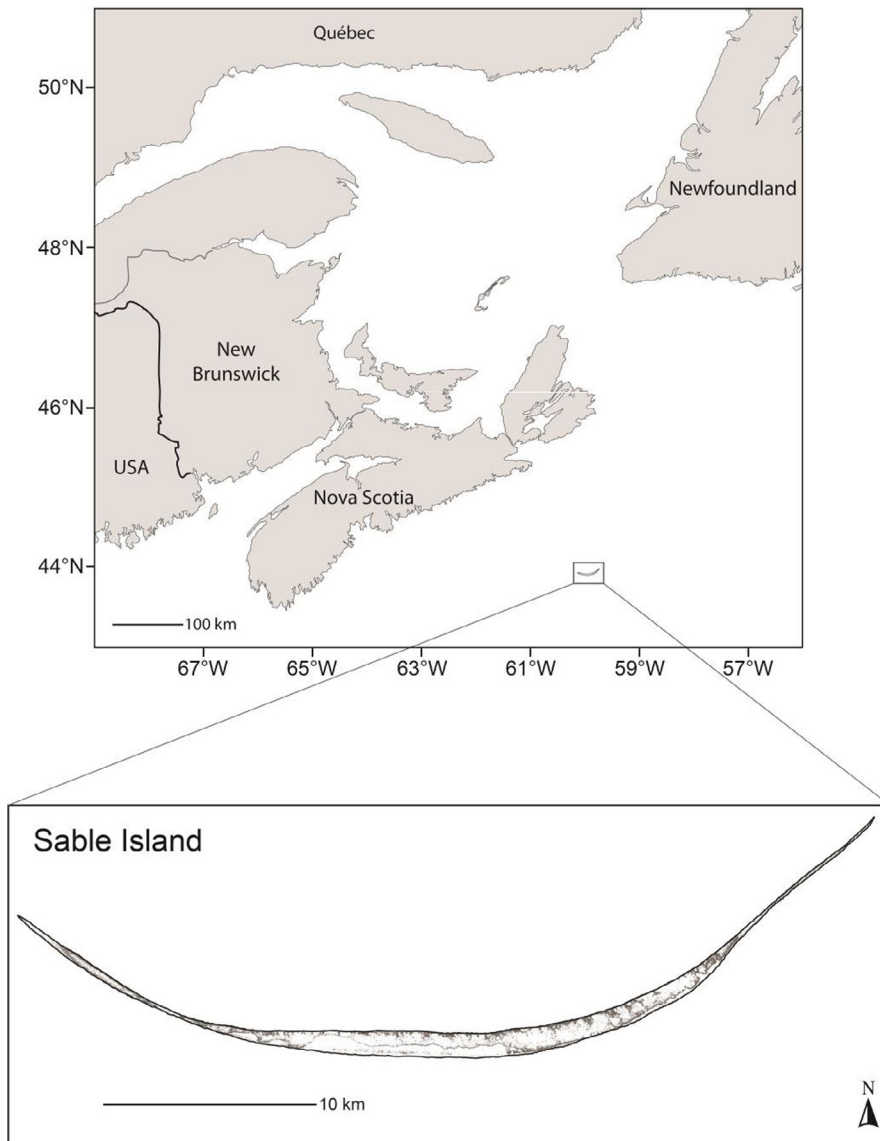 Québec
50°N
Newfoundland
48°N
New
Brunswick
46°N
USA
Nova Scotia
44°N
100 km
67°W 65°W 63°W 61°W 59°W 57°W
Sable Island
10 km
N